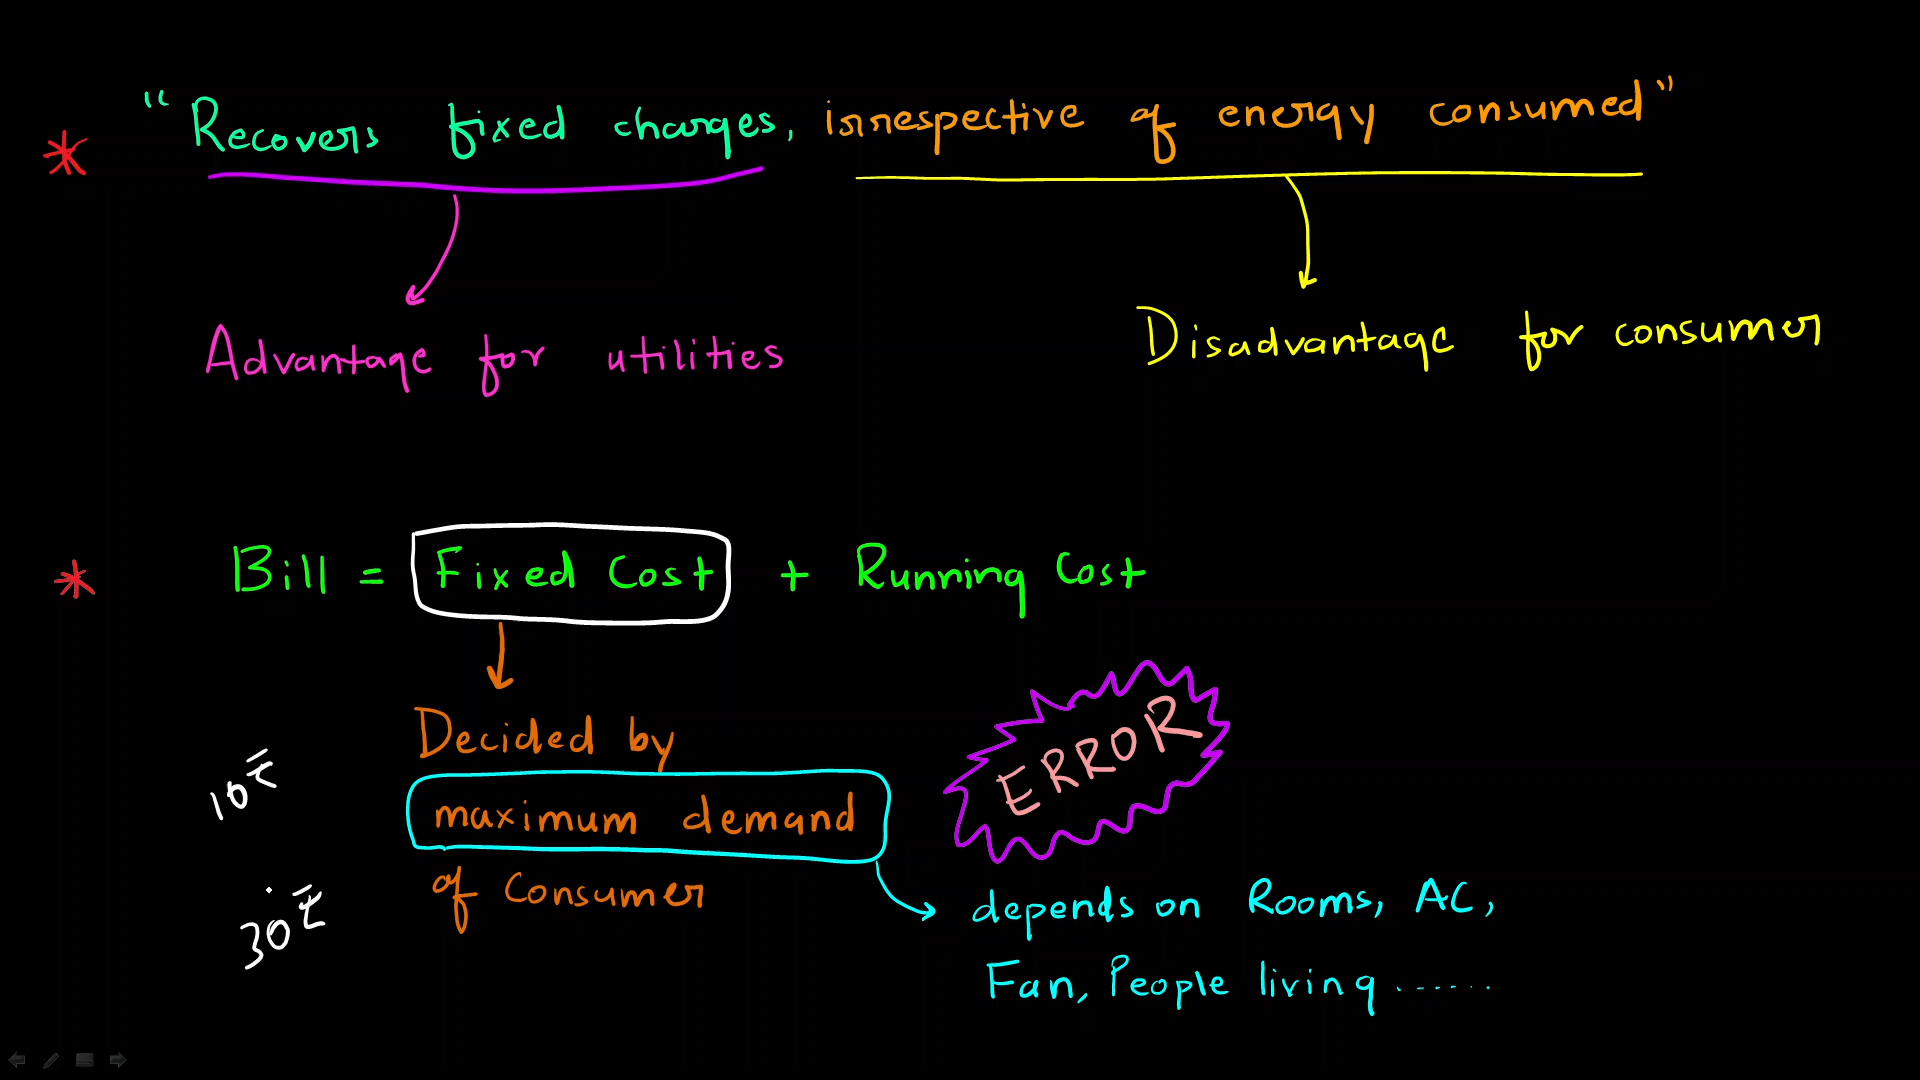 * "Recovers fixed charges, irrespective of energy consumed"
Advantage for utilities
Disadvantage for consumer
* Bill = Fixed Cost + Running Cost
Decided by
maximum demand
of Consumer
ERROR
depends on Rooms, AC,
Fan, People living ......
10 ₹
30 ₹